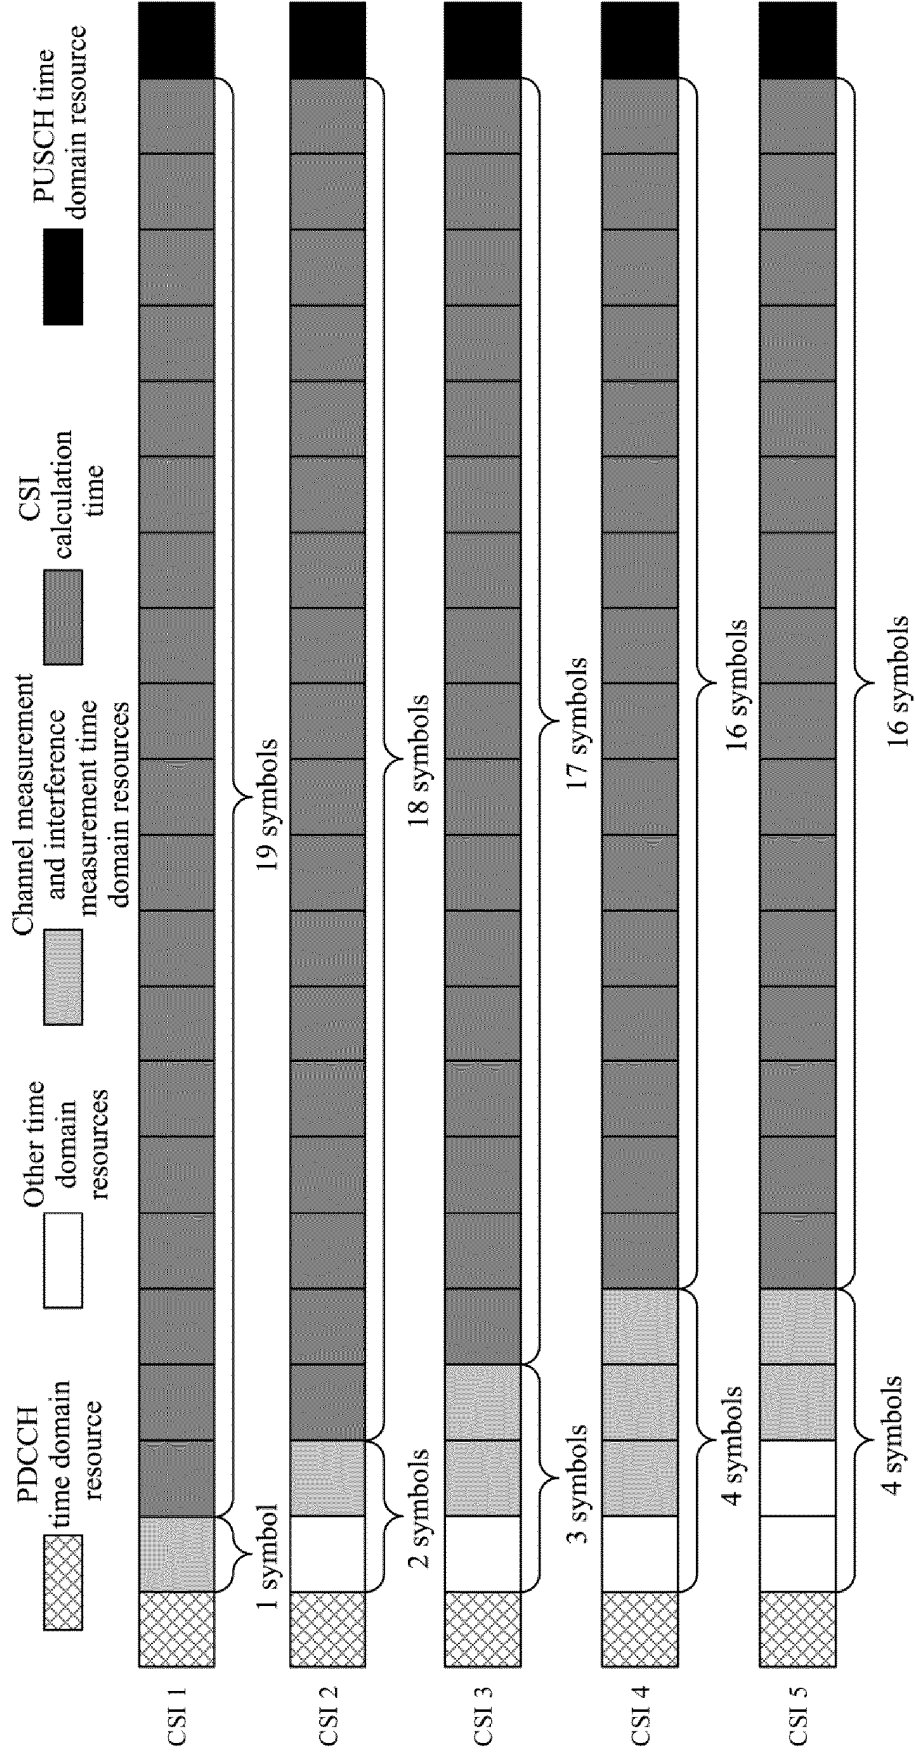 PDCCH
time domain
resource
Other time
domain
resources
Channel measurement
and interference
measurement time
domain resources
CSI
calculation
time
PUSCH time
domain resource
CSI 1
1 symbol
19 symbols
CSI 2
2 symbols
18 symbols
CSI 3
3 symbols
17 symbols
CSI 4
4 symbols
16 symbols
CSI 5
4 symbols
16 symbols